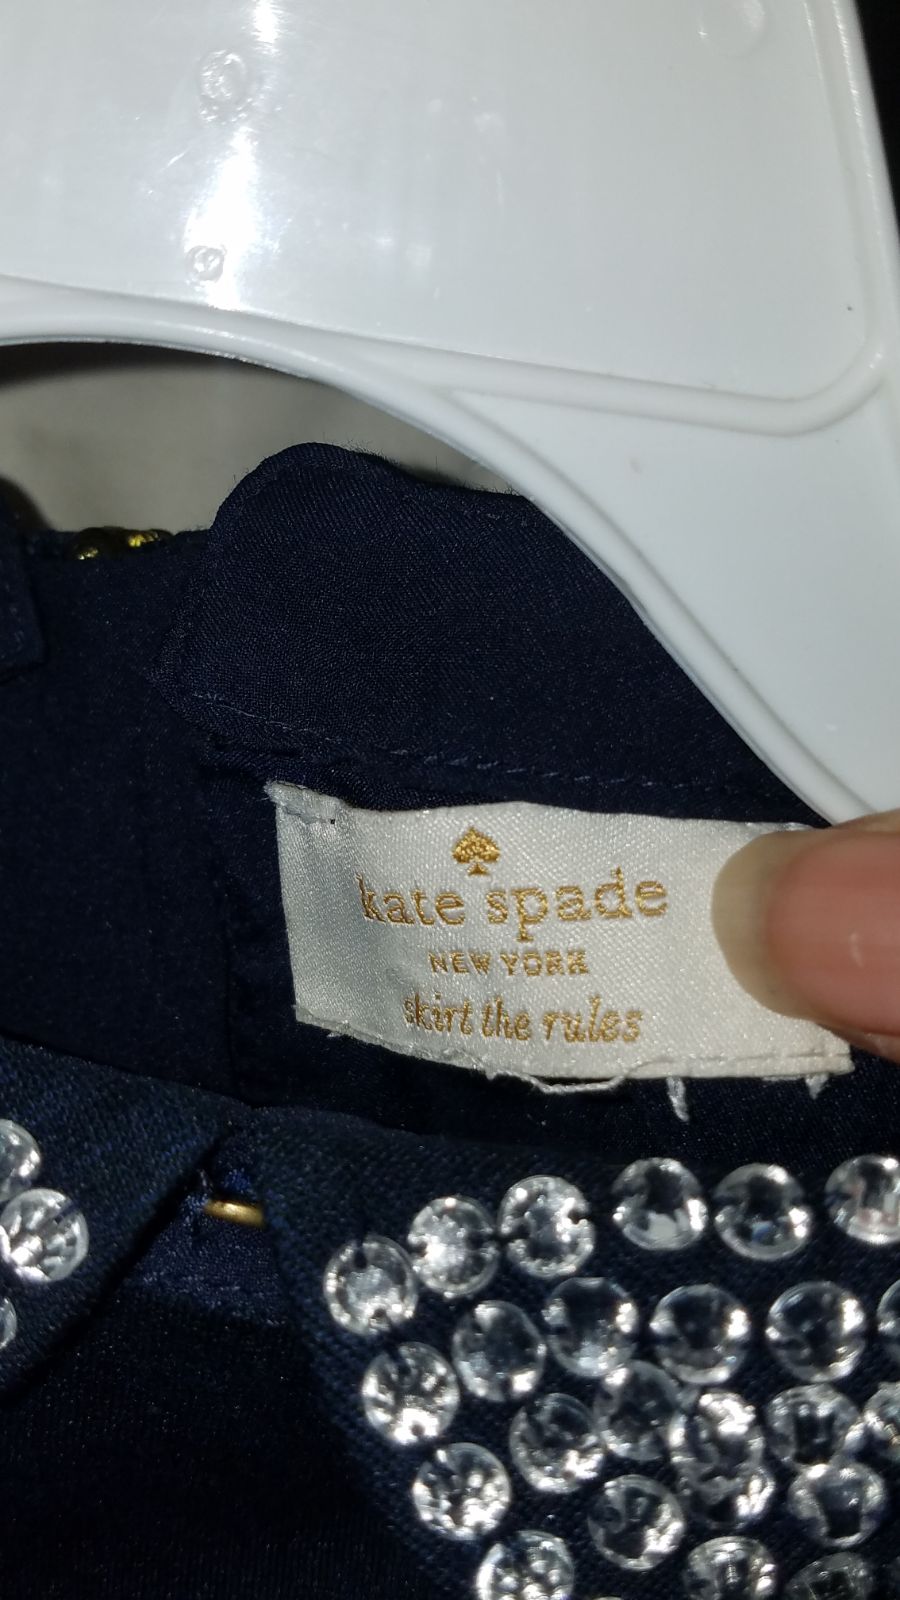 kate spade
NEW YORK
skirt the rules